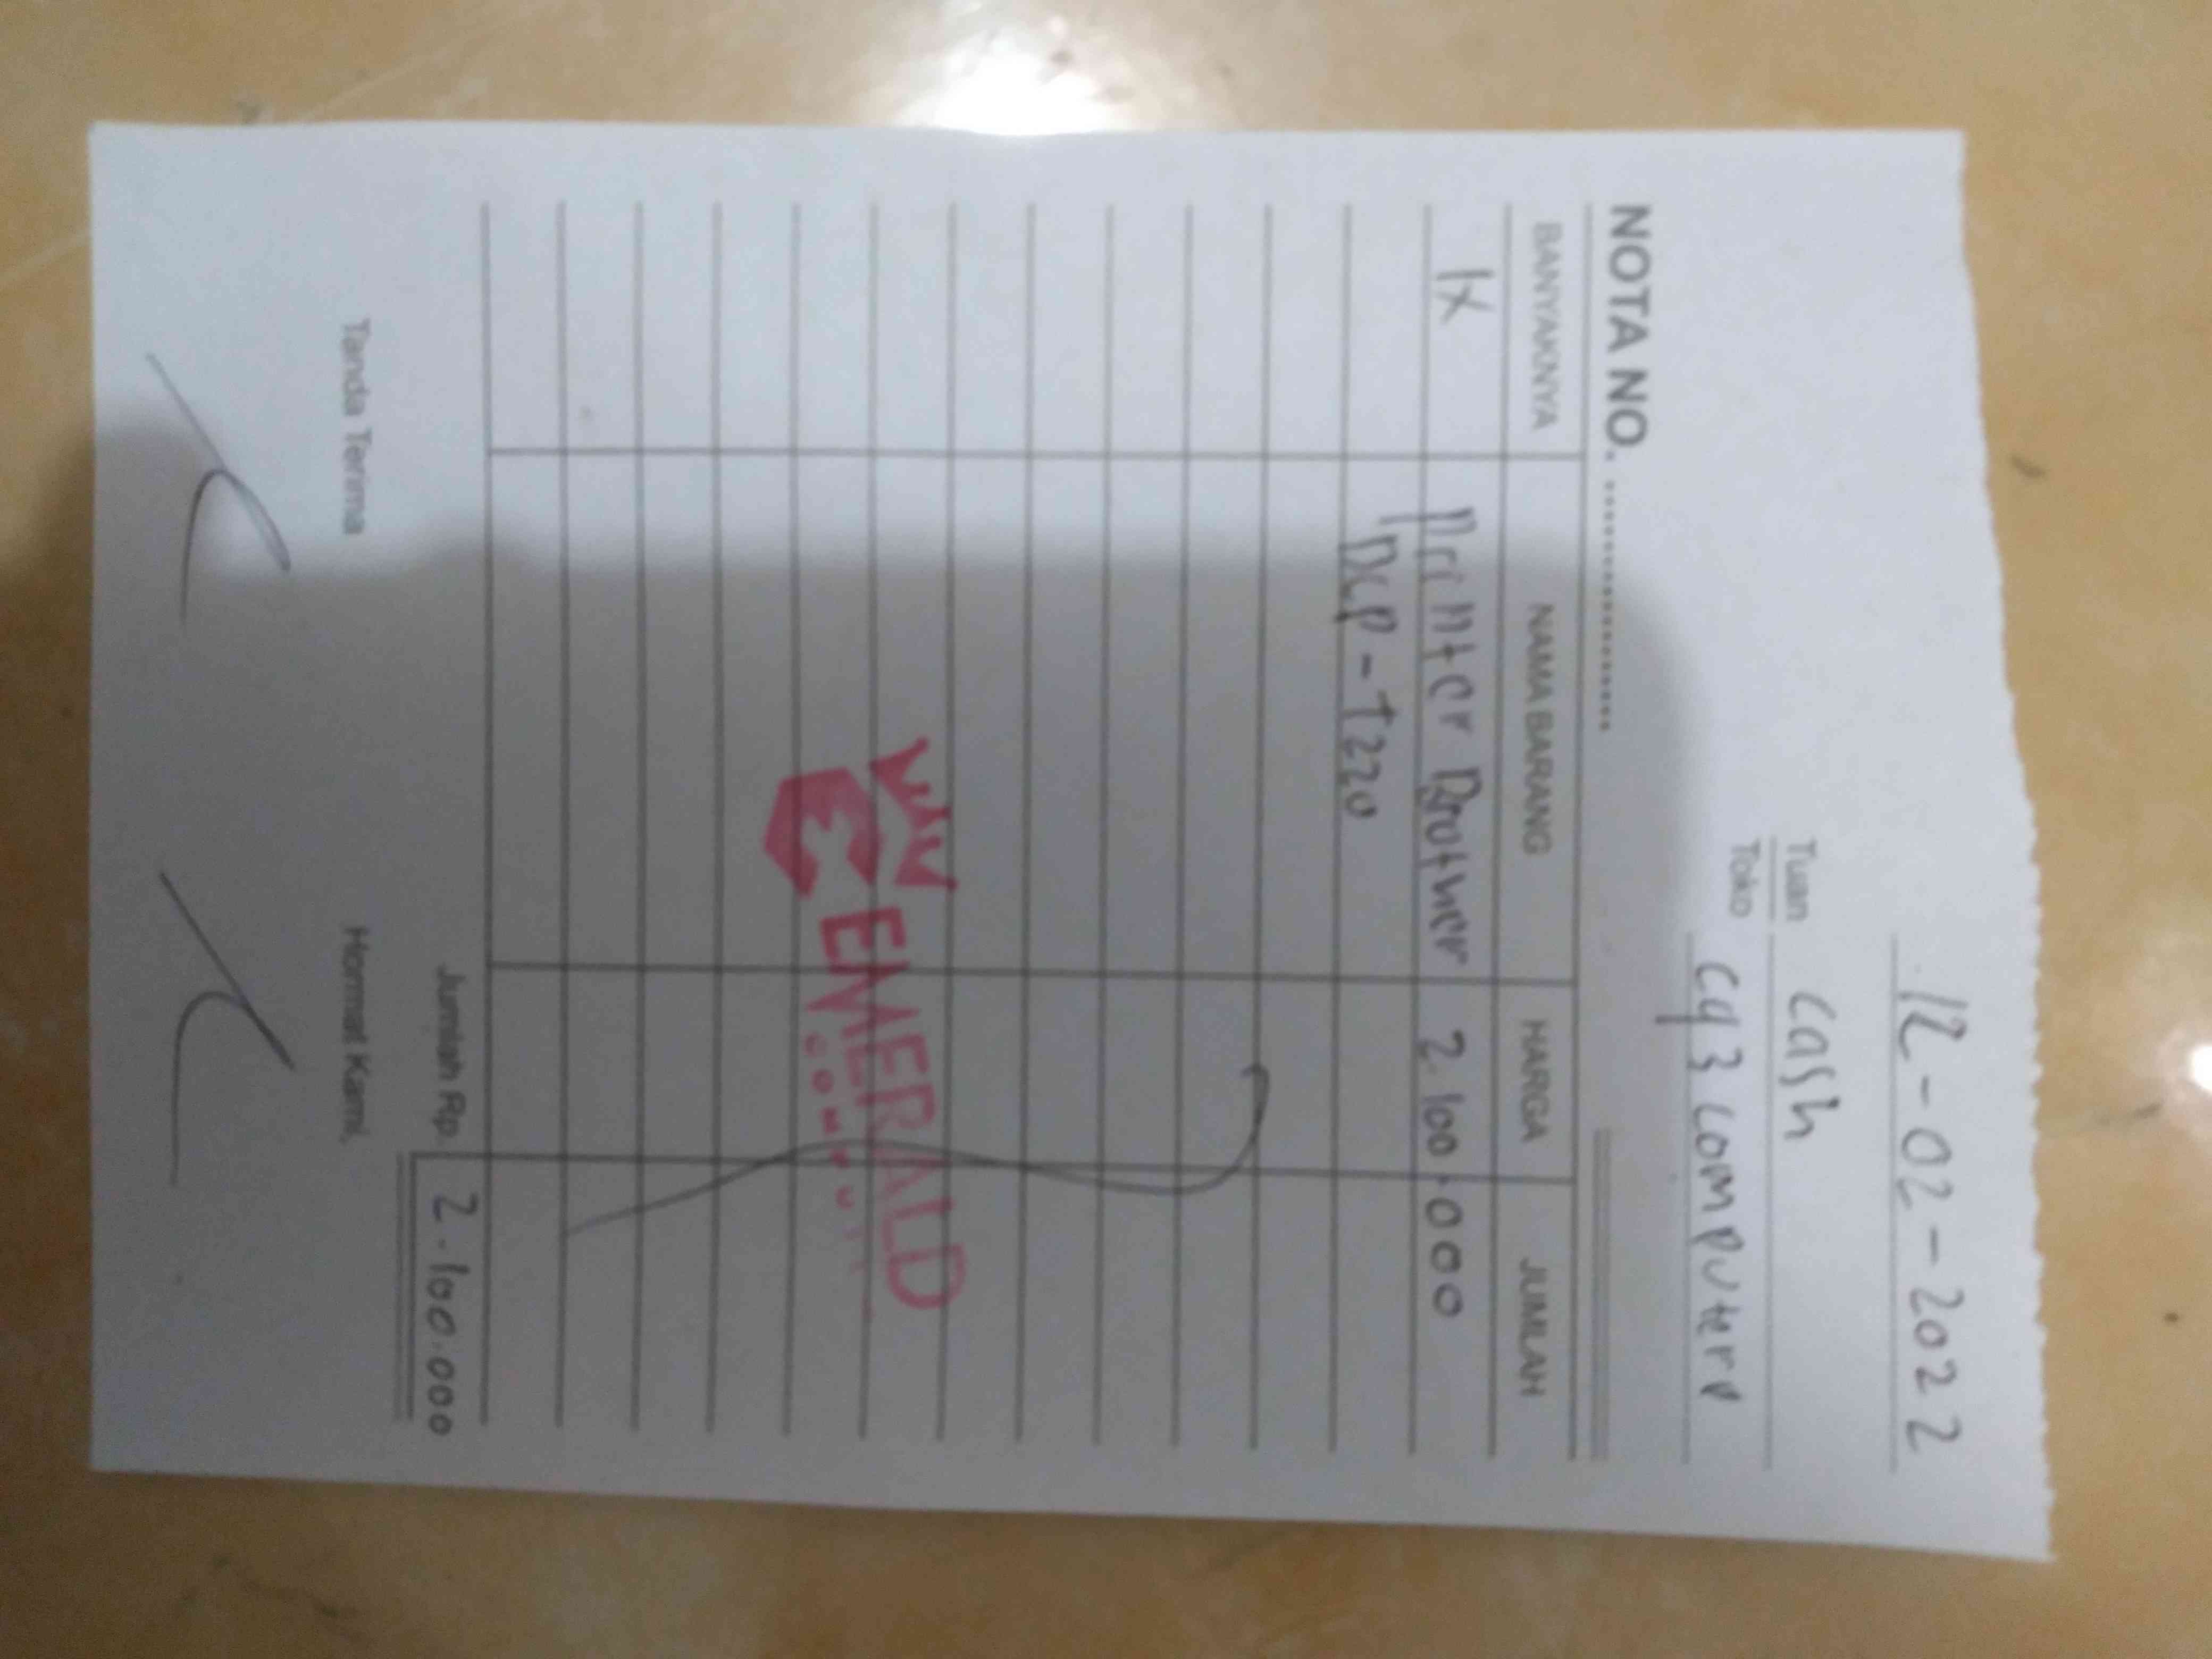 12-02-2022
Tuan Cash
Toko Cq3 computer
NOTA NO. ..................
BANYAKNYA NAMA BARANG HARGA JUMLAH
1x Printer Brother 2.100.000
DCP-T220
EMERALD
Jumlah Rp. 2.100.000
Tanda Terima Hormat Kami,